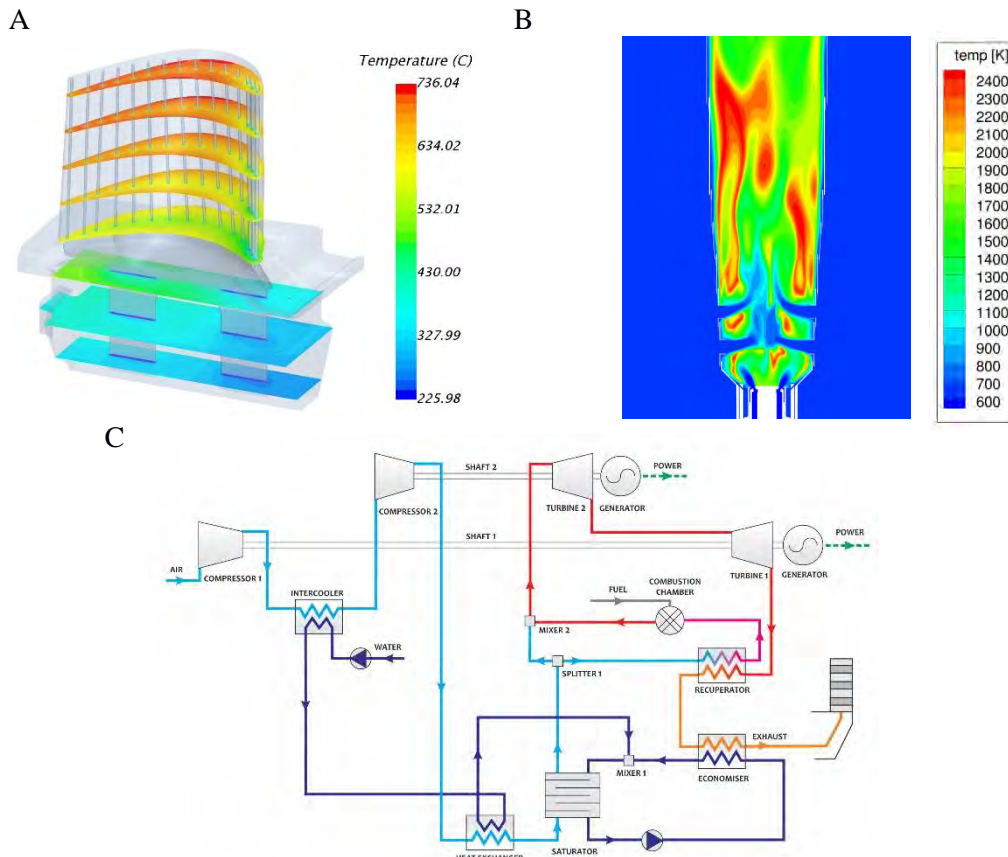 A
B
Temperature (C)
736.04
634.02
532.01
430.00
327.99
225.98
temp [K]
2400
2200
2000
1900
1800
1700
1600
1500
1400
1300
1200
1100
1000
900
800
700
600
C
SHAFT 2
COMPRESSOR 2
TURBINE 2
GENERATOR
POWER
SHAFT 1
AIR
COMPRESSOR 1
TURBINE 1
GENERATOR
POWER
INTERCOOLER
WATER
FUEL
COMBUSTION
CHAMBER
MIXER 2
SPLITTER 1
RECUPERATOR
EXHAUST
MIXER 1
ECONOMISER
SATURATOR
HEAT EXCHANGER